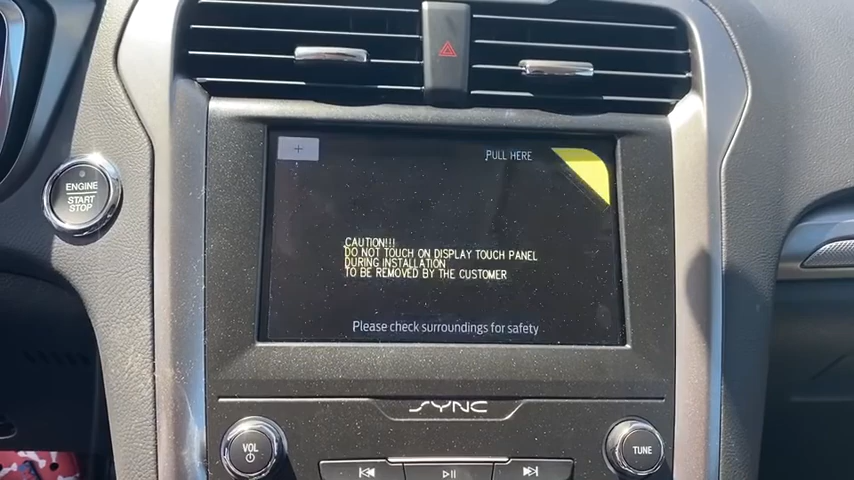 PULL HERE
ENGINE
START
STOP
CAUTION!!!
DO NOT TOUCH ON DISPLAY TOUCH PANEL
DURING INSTALLATION
TO BE REMOVED BY THE CUSTOMER
Please check surroundings for safety
SYNC
VOL
TUNE